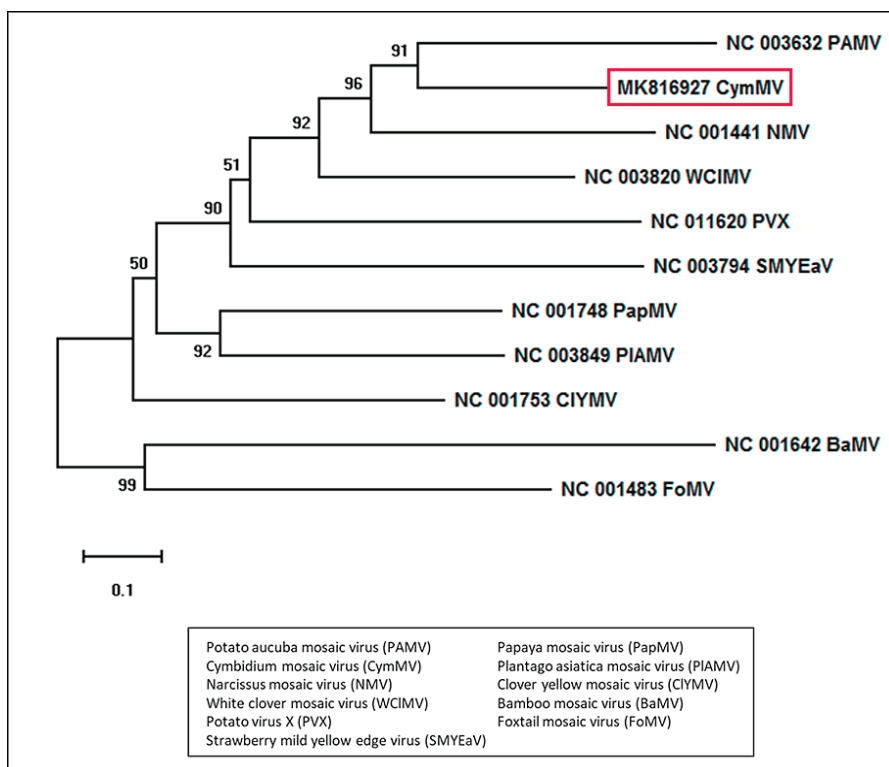 91
NC 003632 PAMV
MK816927 CymMV
96
NC 001441 NMV
92
NC 003820 WClMV
51
NC 011620 PVX
90
NC 003794 SMYEaV
50
NC 001748 PapMV
92
NC 003849 PlAMV
NC 001753 ClYMV
NC 001642 BaMV
99
NC 001483 FoMV
0.1
Potato aucuba mosaic virus (PAMV)
Cymbidium mosaic virus (CymMV)
Narcissus mosaic virus (NMV)
White clover mosaic virus (WClMV)
Potato virus X (PVX)
Strawberry mild yellow edge virus (SMYEaV)
Papaya mosaic virus (PapMV)
Plantago asiatica mosaic virus (PlAMV)
Clover yellow mosaic virus (ClYMV)
Bamboo mosaic virus (BaMV)
Foxtail mosaic virus (FoMV)